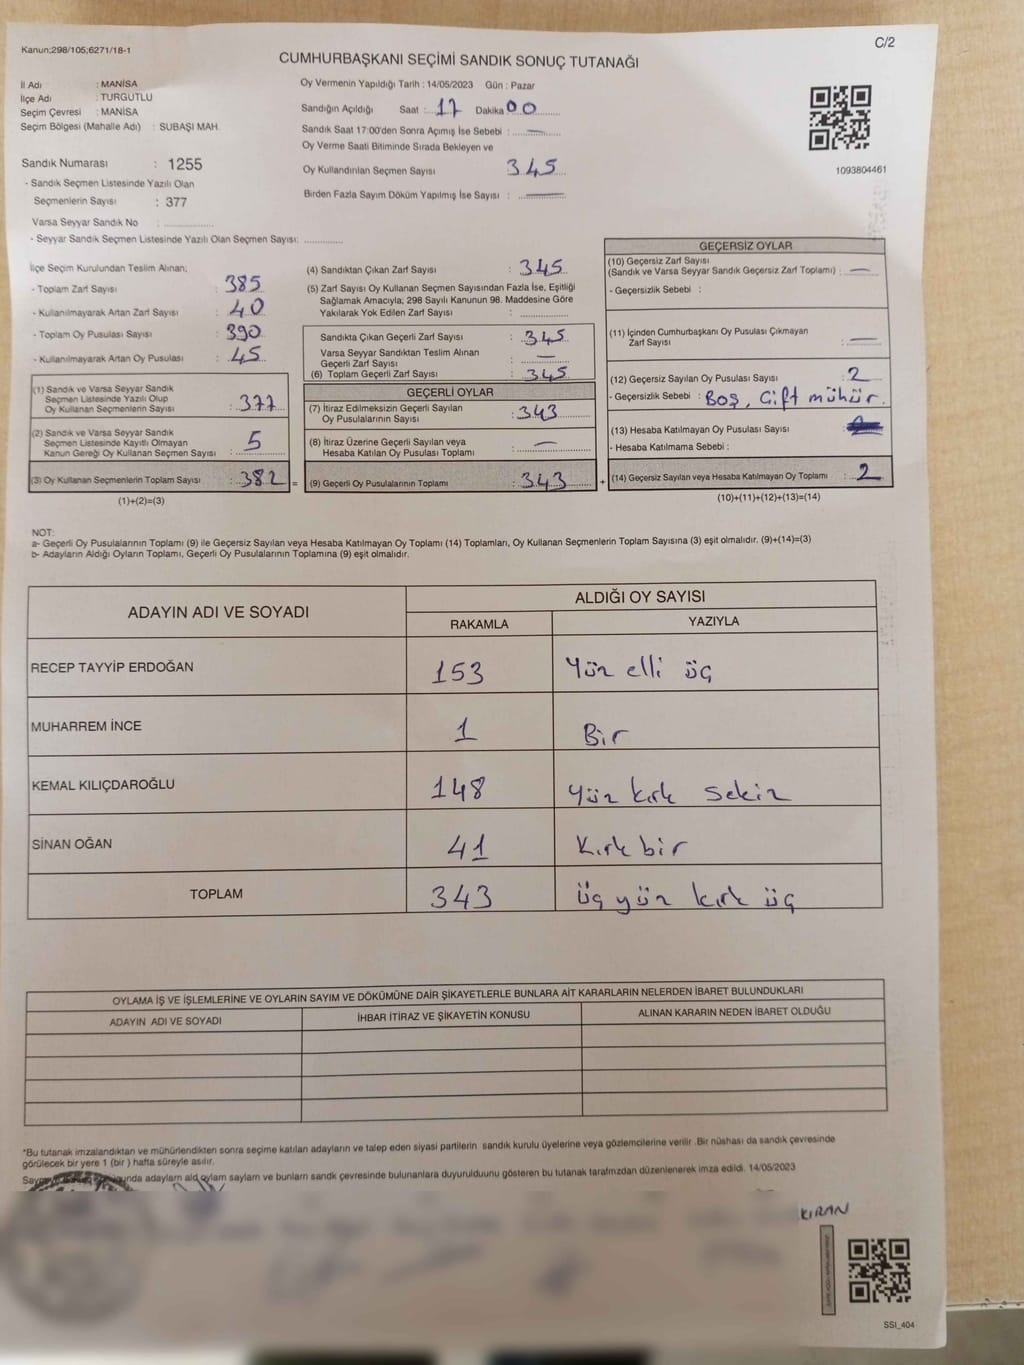 Kanun;298/105;6271/18-1
C/2
CUMHURBAŞKANI SEÇİMİ SANDIK SONUÇ TUTANAĞI
İl Adı : MANİSA
İlçe Adı : TURGUTLU
Seçim Çevresi : MANİSA
Seçim Bölgesi (Mahalle Adı) : SUBAŞI MAH.
Oy Vermenin Yapıldığı Tarih : 14/05/2023 Gün : Pazar
Sandığın Açıldığı Saat : 17 Dakika 00
Sandık Saat 17:00'den Sonra Açımış İse Sebebi : —
Oy Verme Saati Bitiminde Sırada Bekleyen ve
Oy Kullandırılan Seçmen Sayısı 345
Birden Fazla Sayım Döküm Yapılmış İse Sayısı : —
1093804461
Sandık Numarası : 1255
- Sandık Seçmen Listesinde Yazılı Olan
Seçmenlerin Sayısı : 377
Varsa Seyyar Sandık No :
- Seyyar Sandık Seçmen Listesinde Yazılı Olan Seçmen Sayısı:
İlçe Seçim Kurulundan Teslim Alınan;
- Toplam Zarf Sayısı : 385
- Kullanılmayarak Artan Zarf Sayısı : 40
- Toplam Oy Pusulası Sayısı : 390
- Kullanılmayarak Artan Oy Pusulası : 45
(1) Sandık ve Varsa Seyyar Sandık
Seçmen Listesinde Yazılı Olup
Oy Kullanan Seçmenlerin Sayısı : 377
(2) Sandık ve Varsa Seyyar Sandık
Seçmen Listesinde Kayıtlı Olmayan
Kanun Gereği Oy Kullanan Seçmen Sayısı : 5
(3) Oy Kullanan Seçmenlerin Toplam Sayısı : 382 =
(1)+(2)=(3)
(4) Sandıktan Çıkan Zarf Sayısı : 345
(5) Zarf Sayısı Oy Kullanan Seçmen Sayısından Fazla İse, Eşitliği
Sağlamak Amacıyla; 298 Sayılı Kanunun 98. Maddesine Göre
Yakılarak Yok Edilen Zarf Sayısı :
Sandıkta Çıkan Geçerli Zarf Sayısı : 345
Varsa Seyyar Sandıktan Teslim Alınan
Geçerli Zarf Sayısı : —
(6) Toplam Geçerli Zarf Sayısı : 345
GEÇERLİ OYLAR
(7) İtiraz Edilmeksizin Geçerli Sayılan
Oy Pusulalarının Sayısı : 343
(8) İtiraz Üzerine Geçerli Sayılan veya
Hesaba Katılan Oy Pusulası Toplamı : —
(9) Geçerli Oy Pusulalarının Toplamı : 343 +
GEÇERSİZ OYLAR
(10) Geçersiz Zarf Sayısı
(Sandık ve Varsa Seyyar Sandık Geçersiz Zarf Toplamı) : —
- Geçersizlik Sebebi :
(11) İçinden Cumhurbaşkanı Oy Pusulası Çıkmayan
Zarf Sayısı : —
(12) Geçersiz Sayılan Oy Pusulası Sayısı : 2
- Geçersizlik Sebebi : Boş, Çift mühür.
(13) Hesaba Katılmayan Oy Pusulası Sayısı :
- Hesaba Katılmama Sebebi :
(14) Geçersiz Sayılan veya Hesaba Katılmayan Oy Toplamı : 2
(10)+(11)+(12)+(13)=(14)
NOT:
a- Geçerli Oy Pusulalarının Toplamı (9) ile Geçersiz Sayılan veya Hesaba Katılmayan Oy Toplamı (14) Toplamları, Oy Kullanan Seçmenlerin Toplam Sayısına (3) eşit olmalıdır. (9)+(14)=(3)
b- Adayların Aldığı Oyların Toplamı, Geçerli Oy Pusulalarının Toplamına (9) eşit olmalıdır.
ADAYIN ADI VE SOYADI ALDIĞI OY SAYISI
RAKAMLA YAZIYLA
RECEP TAYYİP ERDOĞAN 153 Yüz elli üç
MUHARREM İNCE 1 Bir
KEMAL KILIÇDAROĞLU 148 Yüz kırk sekiz
SİNAN OĞAN 41 Kırk bir
TOPLAM 343 üç yüz kırk üç
OYLAMA İŞ VE İŞLEMLERİNE VE OYLARIN SAYIM VE DÖKÜMÜNE DAİR ŞİKAYETLERLE BUNLARA AİT KARARLARIN NELERDEN İBARET BULUNDUKLARI
ADAYIN ADI VE SOYADI İHBAR İTİRAZ VE ŞİKAYETİN KONUSU ALINAN KARARIN NEDEN İBARET OLDUĞU
*Bu tutanak imzalandıktan ve mühürlendikten sonra seçime katılan adayların ve talep eden siyasi partilerin sandık kurulu üyelerine veya gözlemcilerine verilir .Bir nüshası da sandık çevresinde
görülecek bir yere 1 (bir ) hafta süreyle asılır.
adayların ald oyların sayların ve bunların sandık çevresinde bulunanlara duyurulduunu gösteren bu tutanak tarafmzdan düzenlenerek imza edildi. 14/05/2023
KIRAN
SSI_404